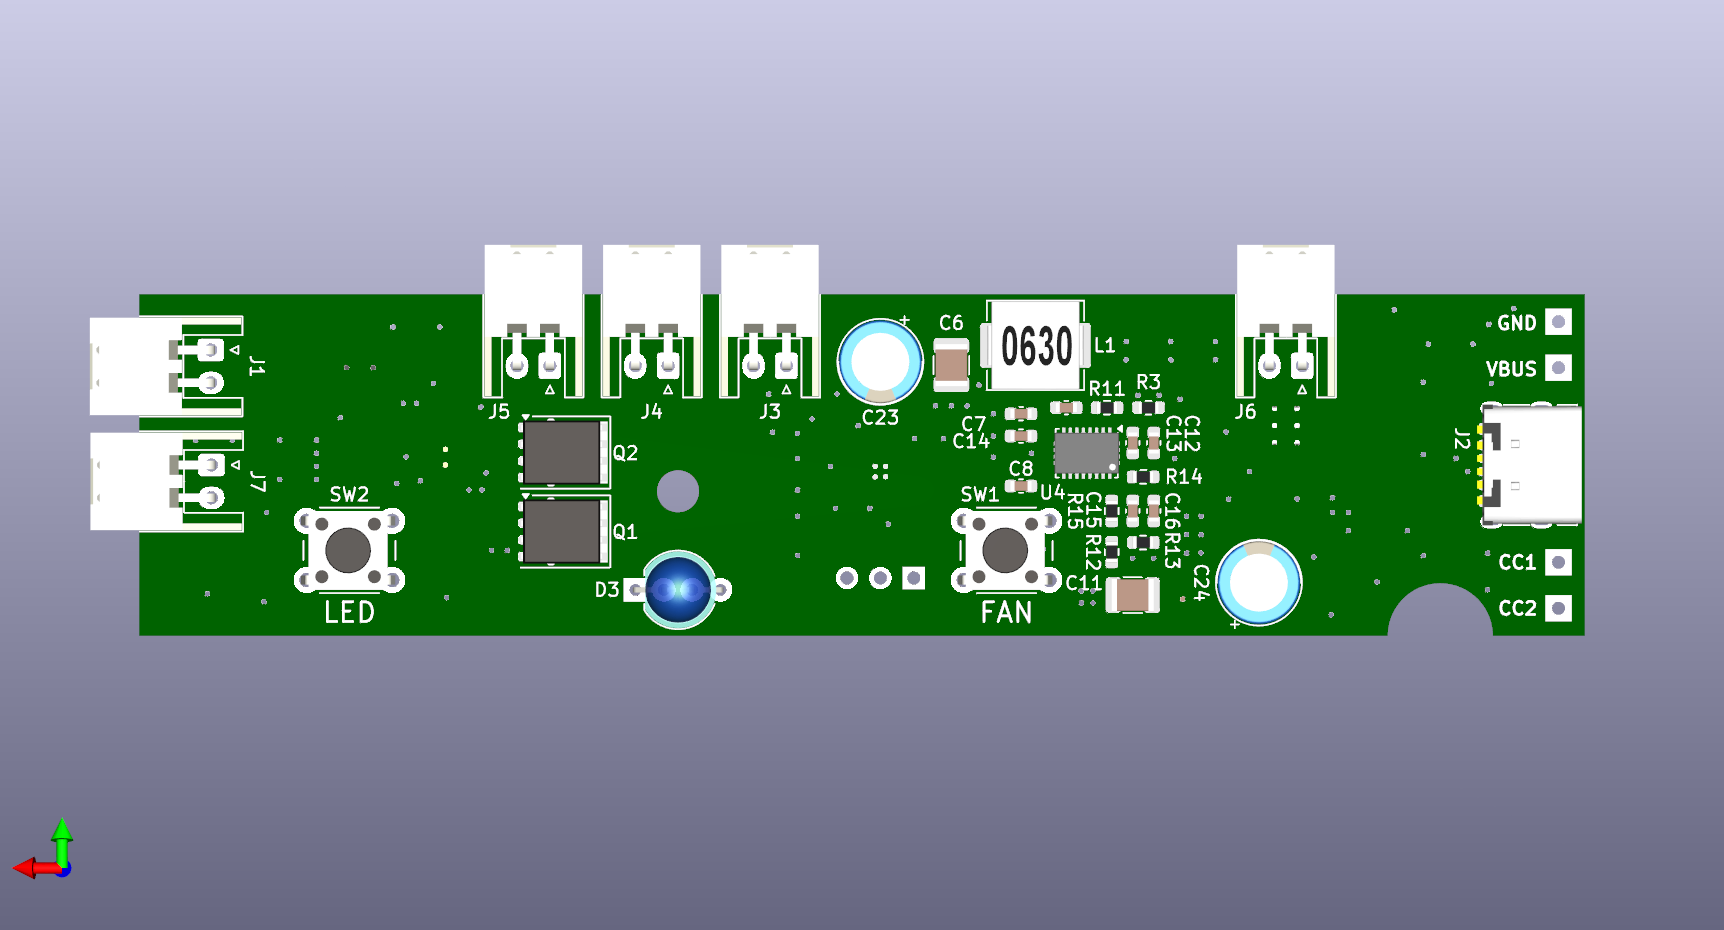 GND
C6
+
0630
L1
J1
VBUS
R11
R3
J5
J4
J3
C23
J6
C7
C14
C13
C12
J2
Q2
C8
R14
J7
SW2
SW1
U4
R15
C15
C16
Q1
R12
R13
CC1
D3
C11
C24
LED
FAN
CC2
+